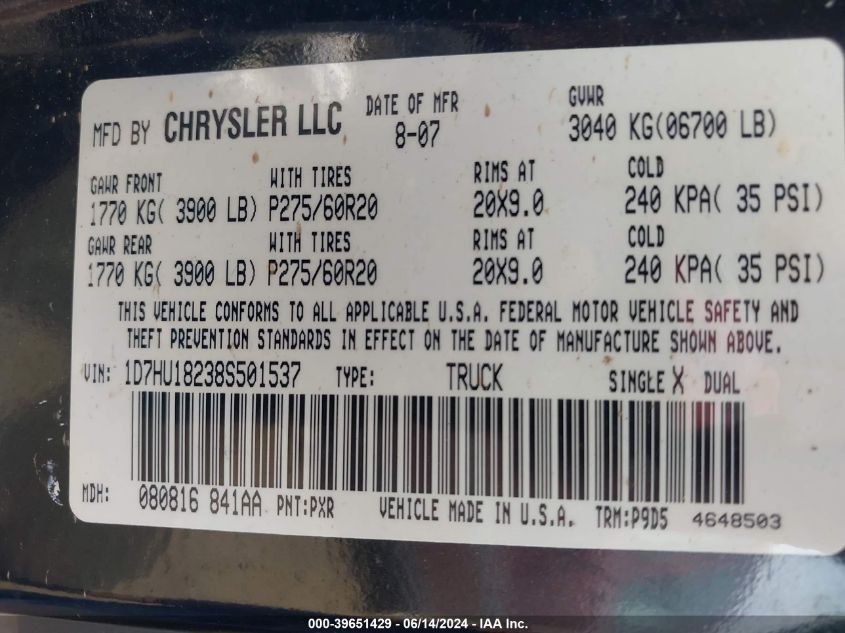 MFD BY CHRYSLER LLC DATE OF MFR GVWR
8-07 3040 KG(06700 LB)
GAWR FRONT WITH TIRES RIMS AT COLD
1770 KG( 3900 LB) P275/60R20 20X9.0 240 KPA( 35 PSI)
GAWR REAR WITH TIRES RIMS AT COLD
1770 KG( 3900 LB) P275/60R20 20X9.0 240 KPA( 35 PSI)
THIS VEHICLE CONFORMS TO ALL APPLICABLE U.S.A. FEDERAL MOTOR VEHICLE SAFETY AND
THEFT PREVENTION STANDARDS IN EFFECT ON THE DATE OF MANUFACTURE SHOWN ABOVE.
VIN: 1D7HU18238S501537 TYPE: TRUCK SINGLE X DUAL
MDH: 080816 841AA PNT:PXR VEHICLE MADE IN U.S.A. TRM:P9D5 4648503
000-39651429 - 06/14/2024 - IAA Inc.